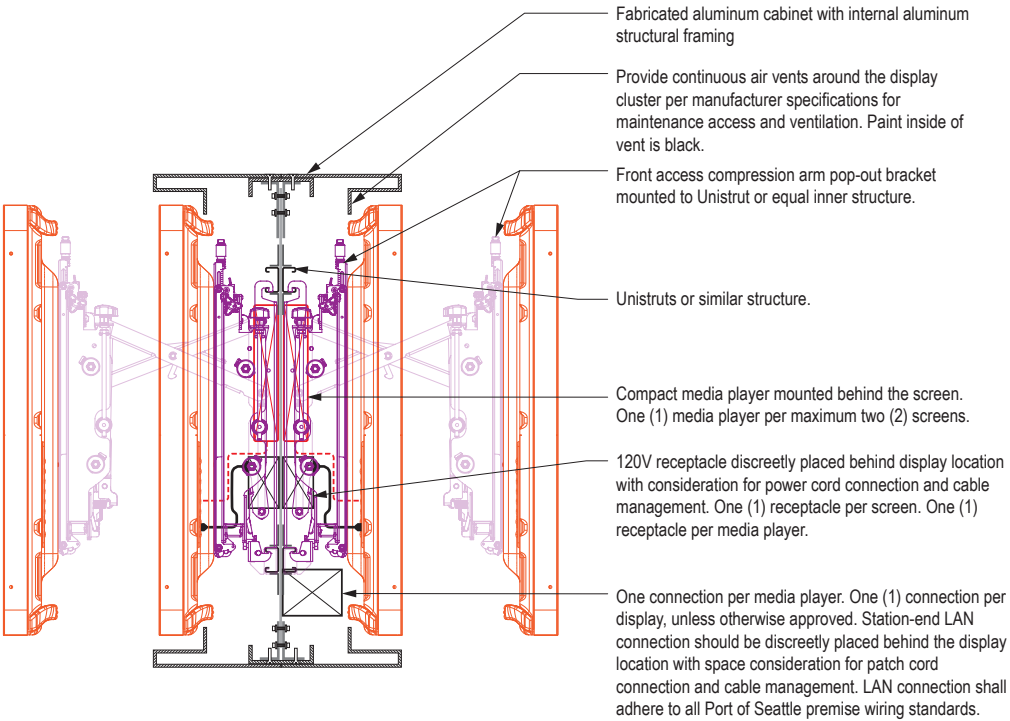 Fabricated aluminum cabinet with internal aluminum
structural framing
Provide continuous air vents around the display
cluster per manufacturer specifications for
maintenance access and ventilation. Paint inside of
vent is black.
Front access compression arm pop-out bracket
mounted to Unistrut or equal inner structure.
Unistruts or similar structure.
Compact media player mounted behind the screen.
One (1) media player per maximum two (2) screens.
120V receptacle discreetly placed behind display location
with consideration for power cord connection and cable
management. One (1) receptacle per screen. One (1)
receptacle per media player.
One connection per media player. One (1) connection per
display, unless otherwise approved. Station-end LAN
connection should be discreetly placed behind the display
location with space consideration for patch cord
connection and cable management. LAN connection shall
adhere to all Port of Seattle premise wiring standards.